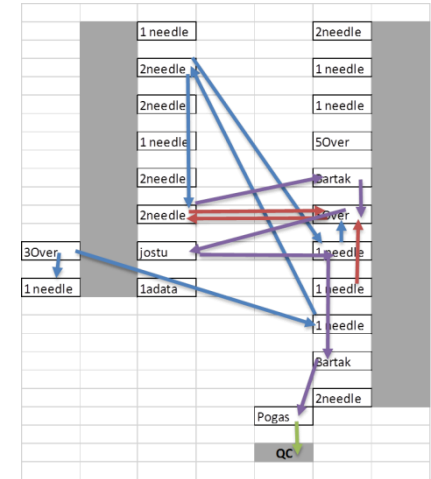 1 needle 2needle
2needle 1 needle
2needle 1 needle
1 needle 5Over
2needle Bartak
2needle
3Over jostu 1 needle
1 needle 1adata 1 needle
1 needle
Bartak
2needle
Pogas
QC